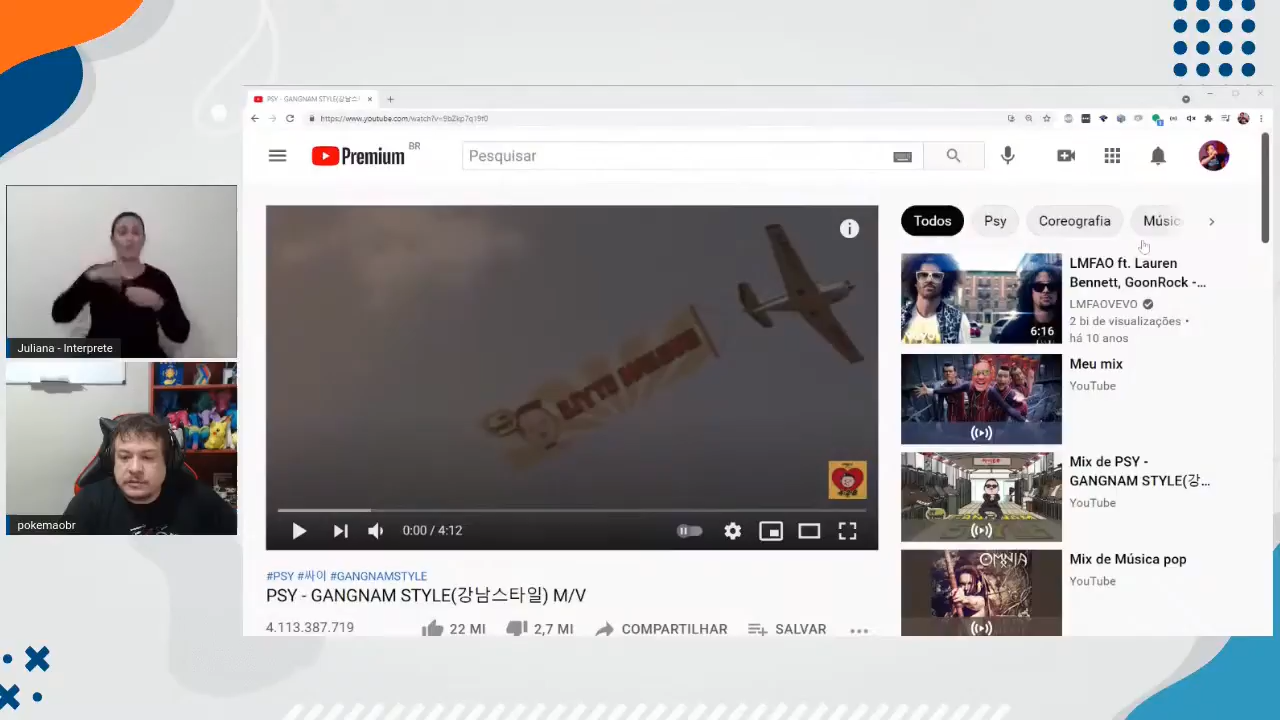 PSY - GANGNAM STYLE(강남스
https://www.youtube.com/watch?v=9bZkp7q19f0
Premium BR
Pesquisar
Todos
Psy
Coreografia
Músic
LMFAO ft. Lauren
Bennett, GoonRock -...
LMFAOVEVO
2 bi de visualizações •
há 10 anos
6:16
Meu mix
YouTube
Mix de PSY -
GANGNAM STYLE(강...
YouTube
OMNIA
Mix de Música pop
YouTube
0:00 / 4:12
#PSY #싸이 #GANGNAMSTYLE
PSY - GANGNAM STYLE(강남스타일) M/V
4.113.387.719
22 MI
2,7 MI
COMPARTILHAR
SALVAR
Juliana - Interprete
pokemaobr